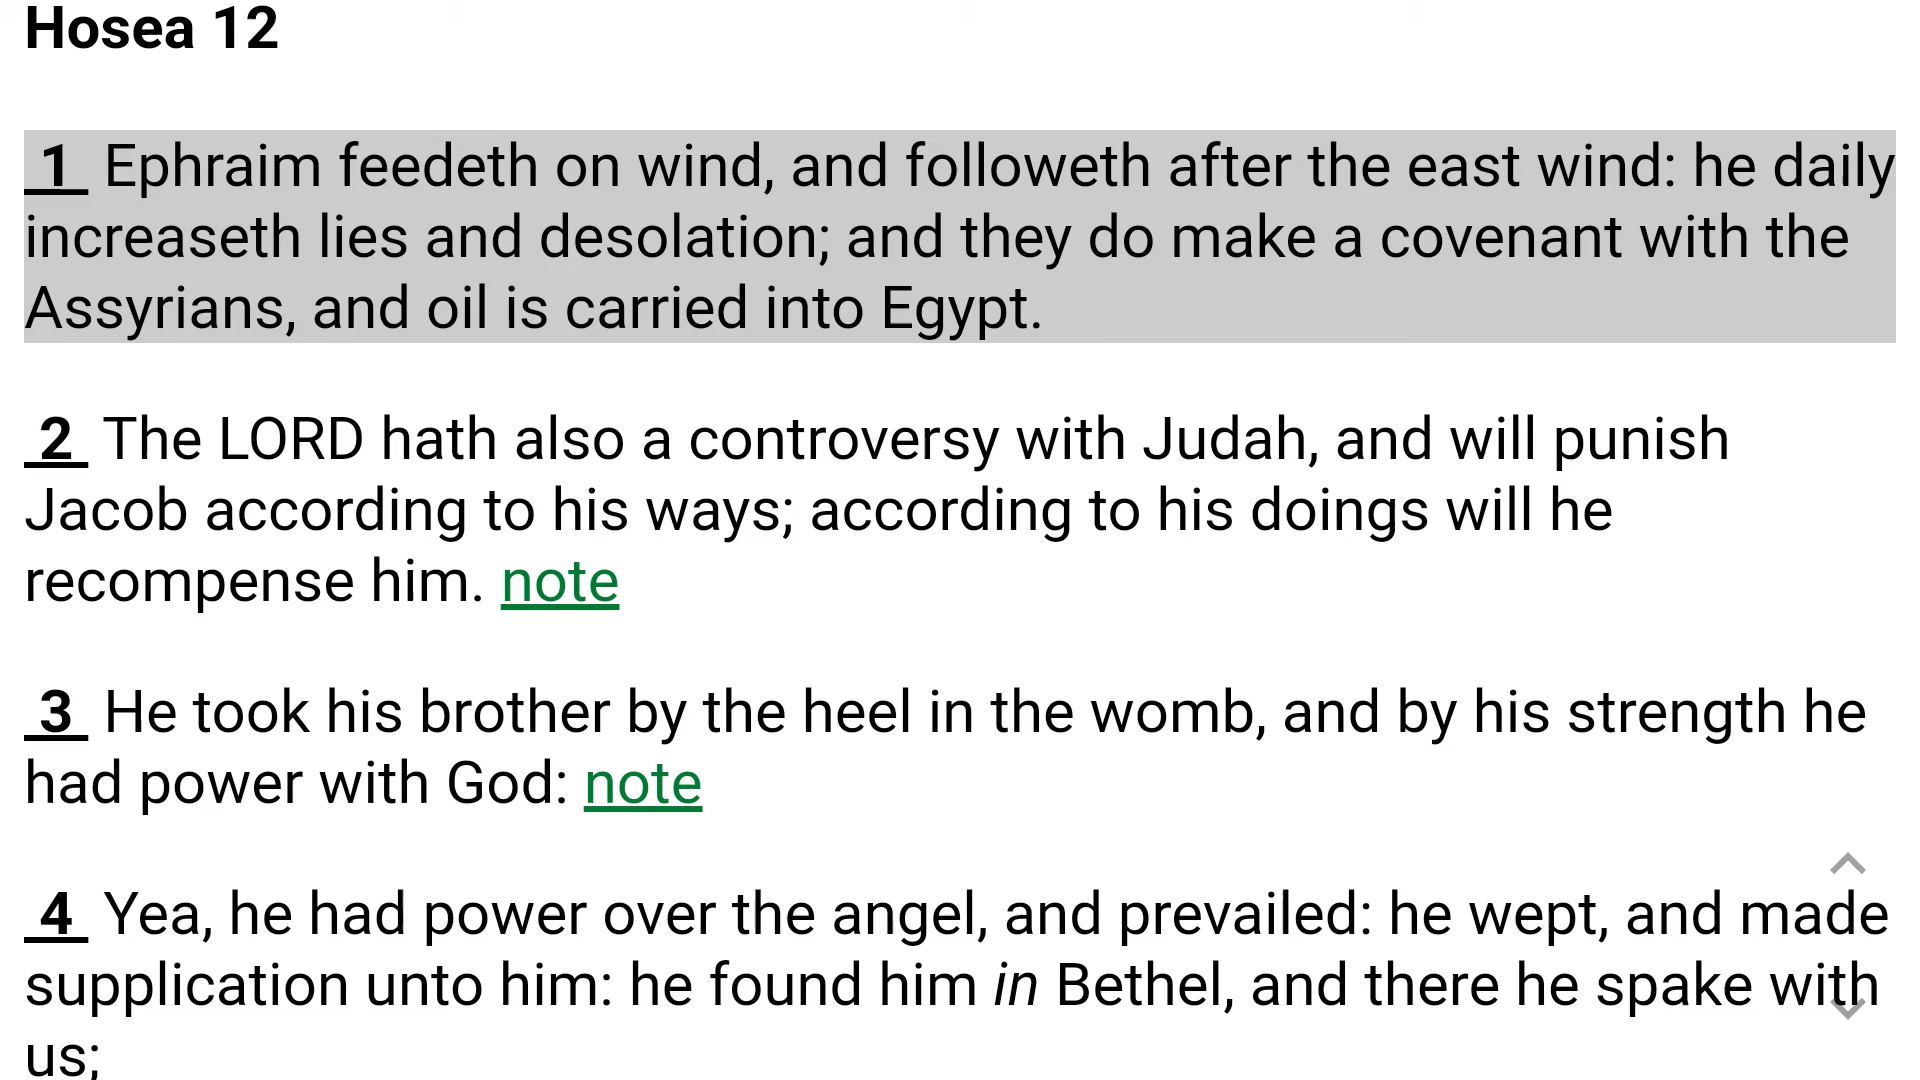 Hosea 12
1 Ephraim feedeth on wind, and followeth after the east wind: he daily
increaseth lies and desolation; and they do make a covenant with the
Assyrians, and oil is carried into Egypt.
2 The LORD hath also a controversy with Judah, and will punish
Jacob according to his ways; according to his doings will he
recompense him. note
3 He took his brother by the heel in the womb, and by his strength he
had power with God: note
4 Yea, he had power over the angel, and prevailed: he wept, and made
supplication unto him: he found him in Bethel, and there he spake with
us;